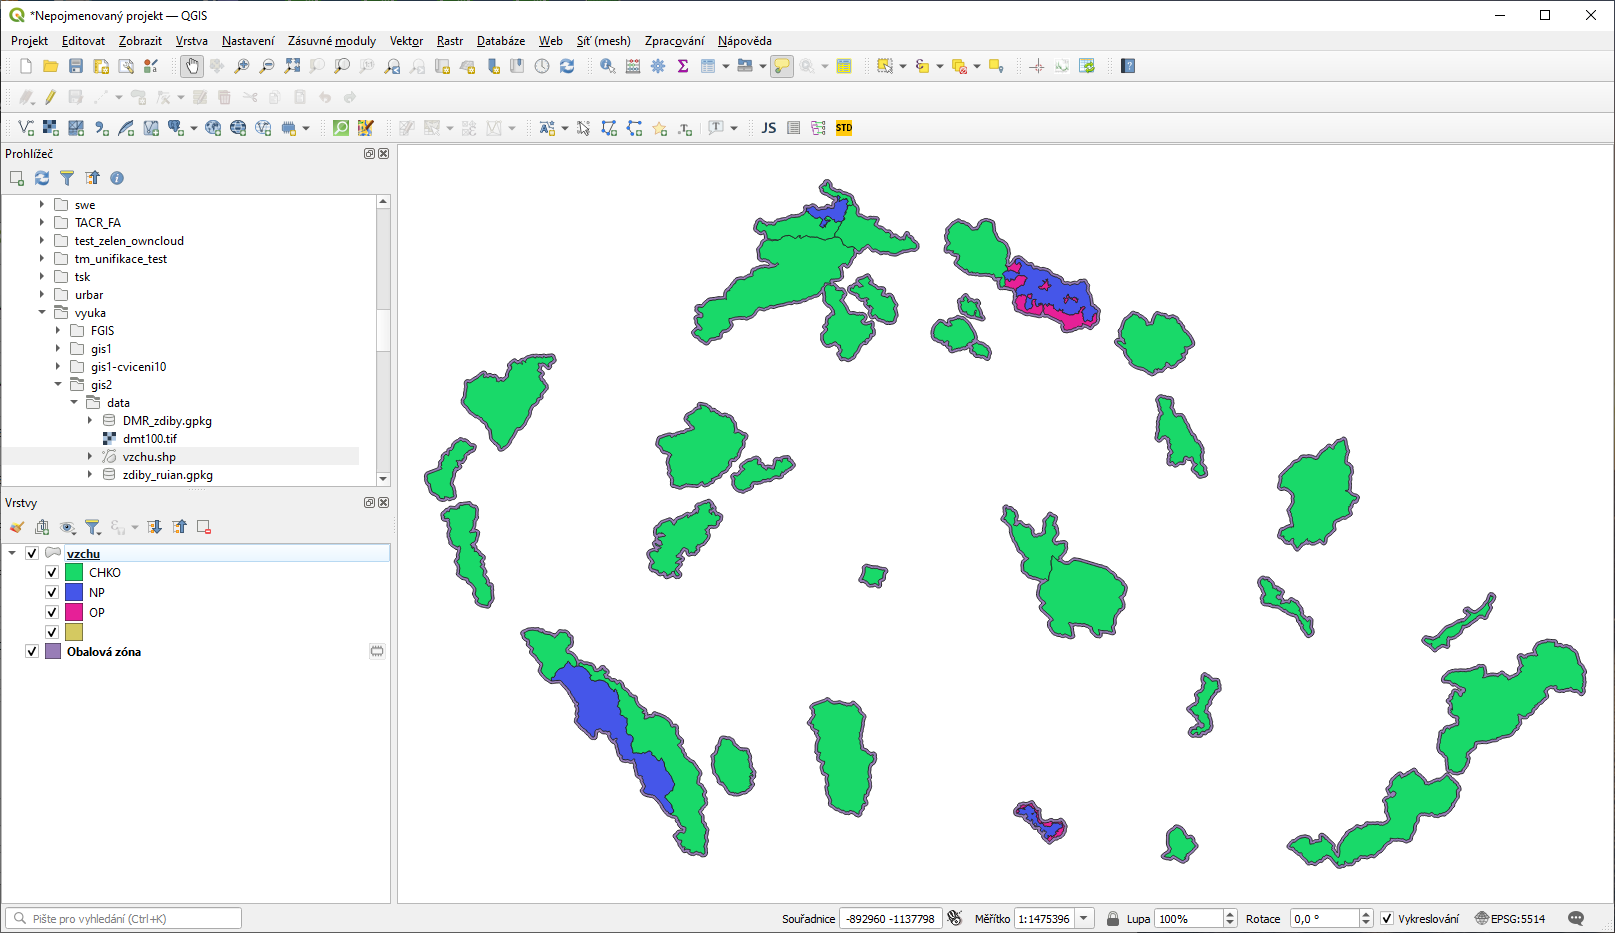 *Nepojmenovaný projekt — QGIS
Projekt Editovat Zobrazit Vrstva Nastavení Zásuvné moduly Vektor Rastr Databáze Web Síť (mesh) Zpracování Nápověda
JS STD
Prohlížeč
swe
TACR_FA
test_zelen_owncloud
tm_unifikace_test
tsk
urbar
vyuka
FGIS
gis1
gis1-cviceni10
gis2
data
DMR_zdiby.gpkg
dmt100.tif
vzchu.shp
zdiby_ruian.gpkg
Vrstvy
vzchu
CHKO
NP
OP
Obalová zóna
Pište pro vyhledání (Ctrl+K) Souřadnice -892960 -1137798 Měřítko 1:1475396 Lupa 100% Rotace 0,0 ° Vykreslování EPSG:5514